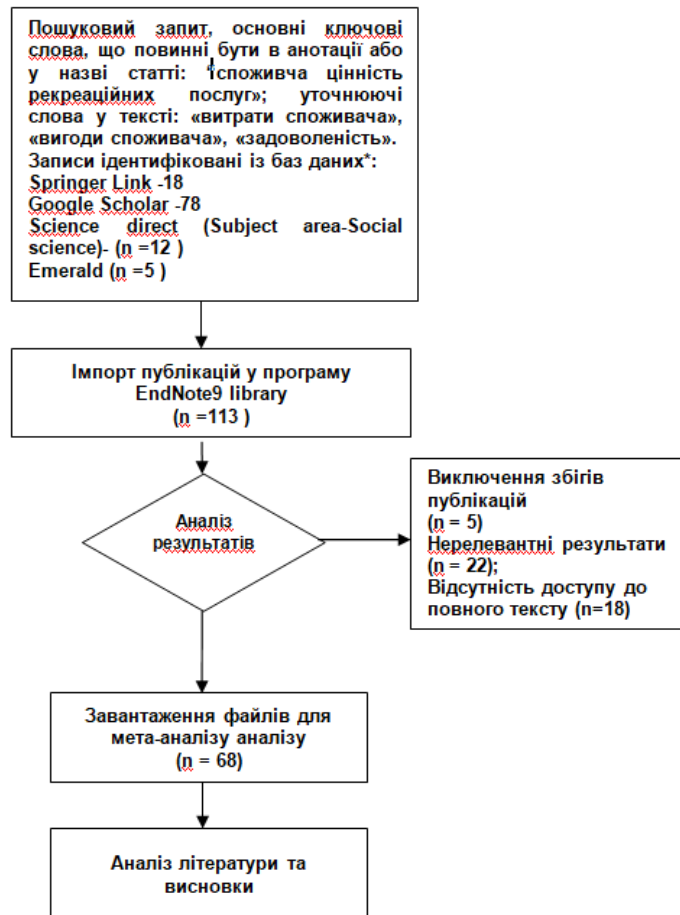 Пошуковий запит, основні ключові
слова, що повинні бути в анотації або
у назві статті: “споживча цінність
рекреаційних послуг»; уточнюючі
слова у тексті: «витрати споживача»,
«вигоди споживача», «задоволеність».
Записи ідентифіковані із баз даних*:
Springer Link -18
Google Scholar -78
Science direct (Subject area-Social
science)- (n =12 )
Emerald (n =5 )
Імпорт публікацій у програму
EndNote9 library
(n =113 )
Аналіз
результатів
Виключення збігів
публікацій
(n = 5)
Нерелевантні результати
(n = 22);
Відсутність доступу до
повного тексту (n=18)
Завантаження файлів для
мета-аналізу аналізу
(n = 68)
Аналіз літератури та
висновки